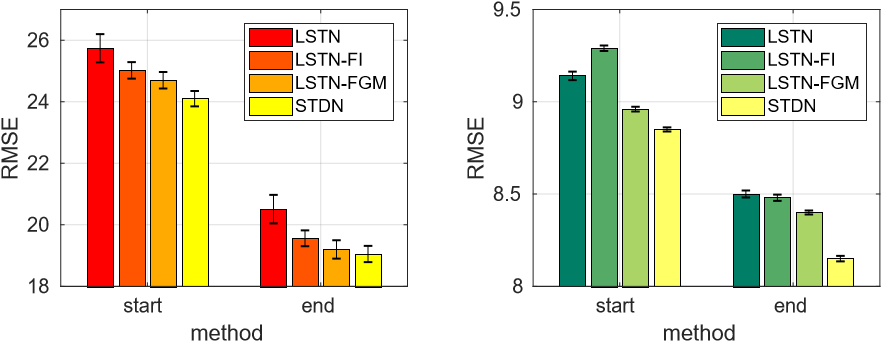 26
24
22
20
18
RMSE
start
end
method
LSTN
LSTN-FI
LSTN-FGM
STDN
9.5
9
8.5
8
RMSE
start
end
method
LSTN
LSTN-FI
LSTN-FGM
STDN